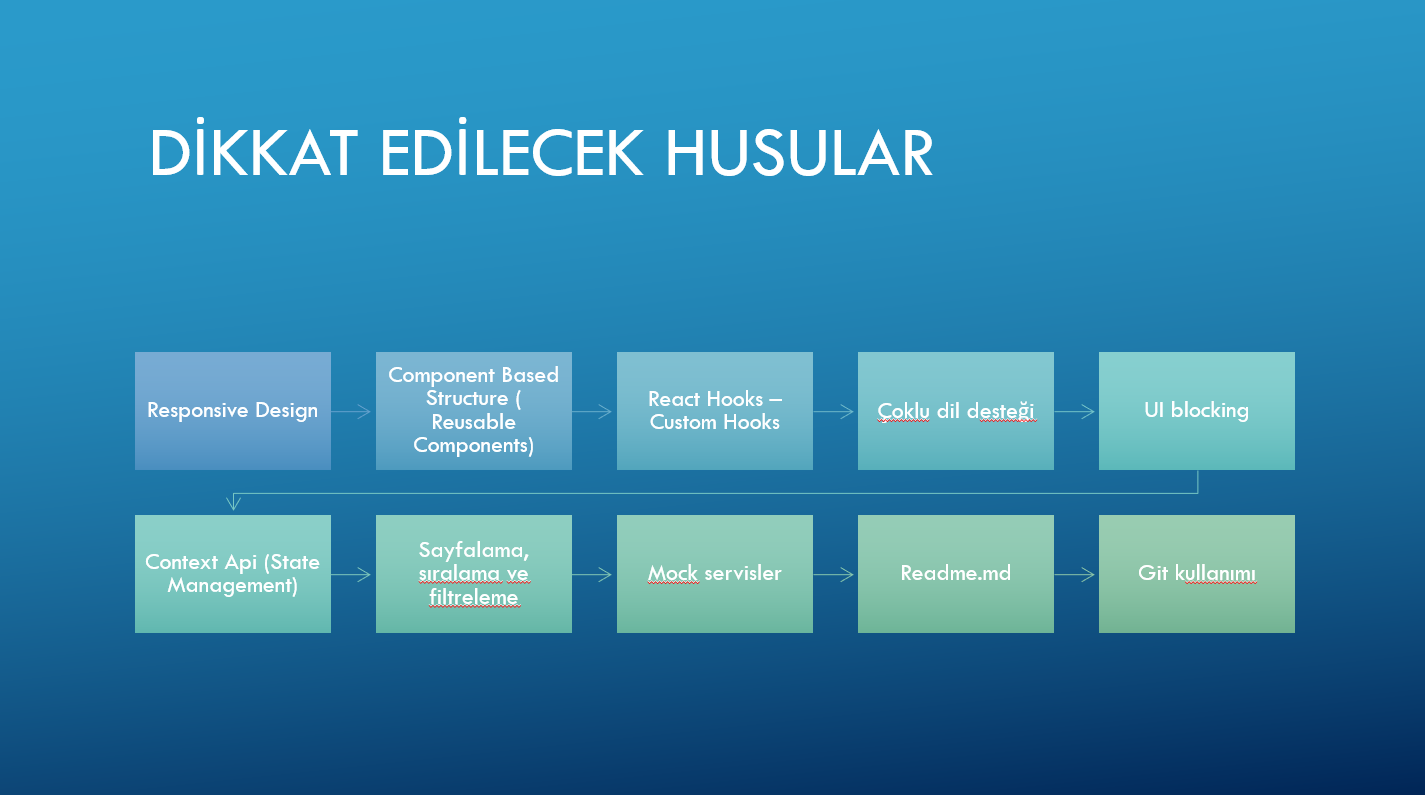 DİKKAT EDİLECEK HUSULAR
Responsive Design
Component Based
Structure (
Reusable
Components)
React Hooks –
Custom Hooks
Çoklu dil desteği
UI blocking
Context Api (State
Management)
Sayfalama,
sıralama ve
filtreleme
Mock servisler
Readme.md
Git kullanımı